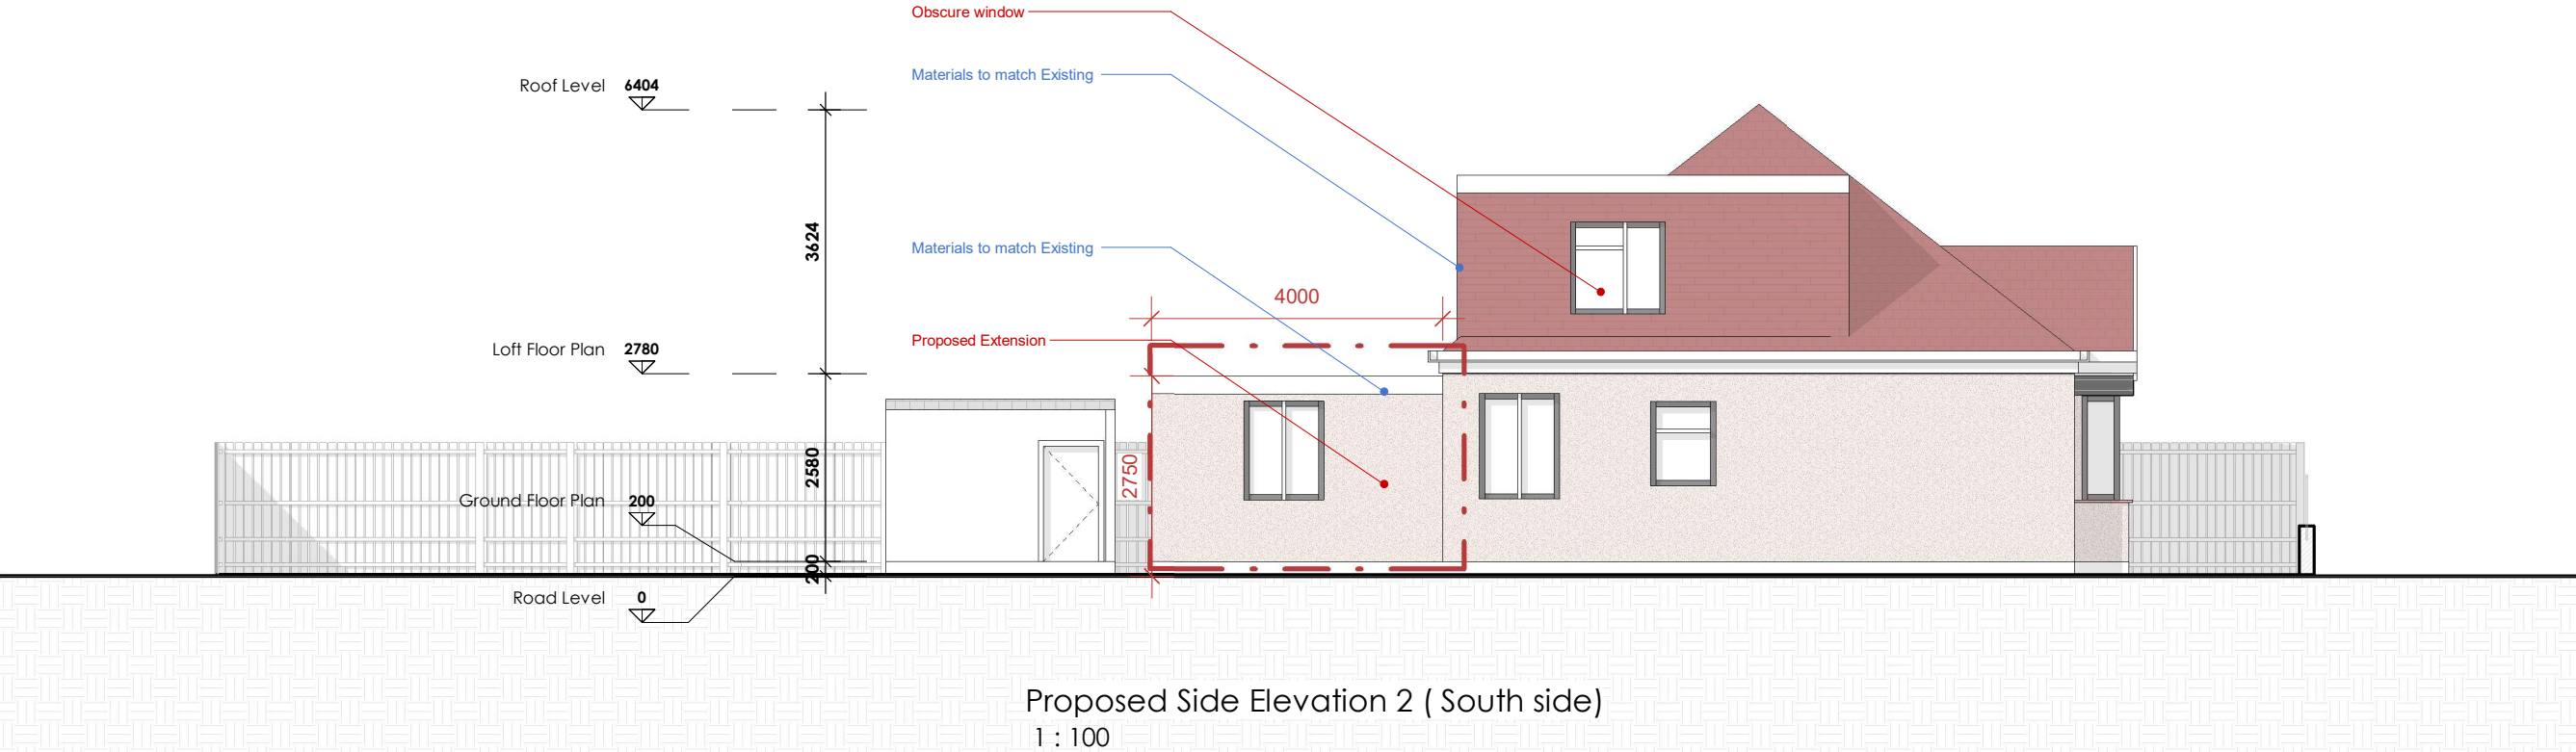 Obscure window
Materials to match Existing
Roof Level 6404
3624
Materials to match Existing
4000
Proposed Extension
Loft Floor Plan 2780
2580
2750
Ground Floor Plan 200
200
Road Level 0
Proposed Side Elevation 2 ( South side)
1 : 100